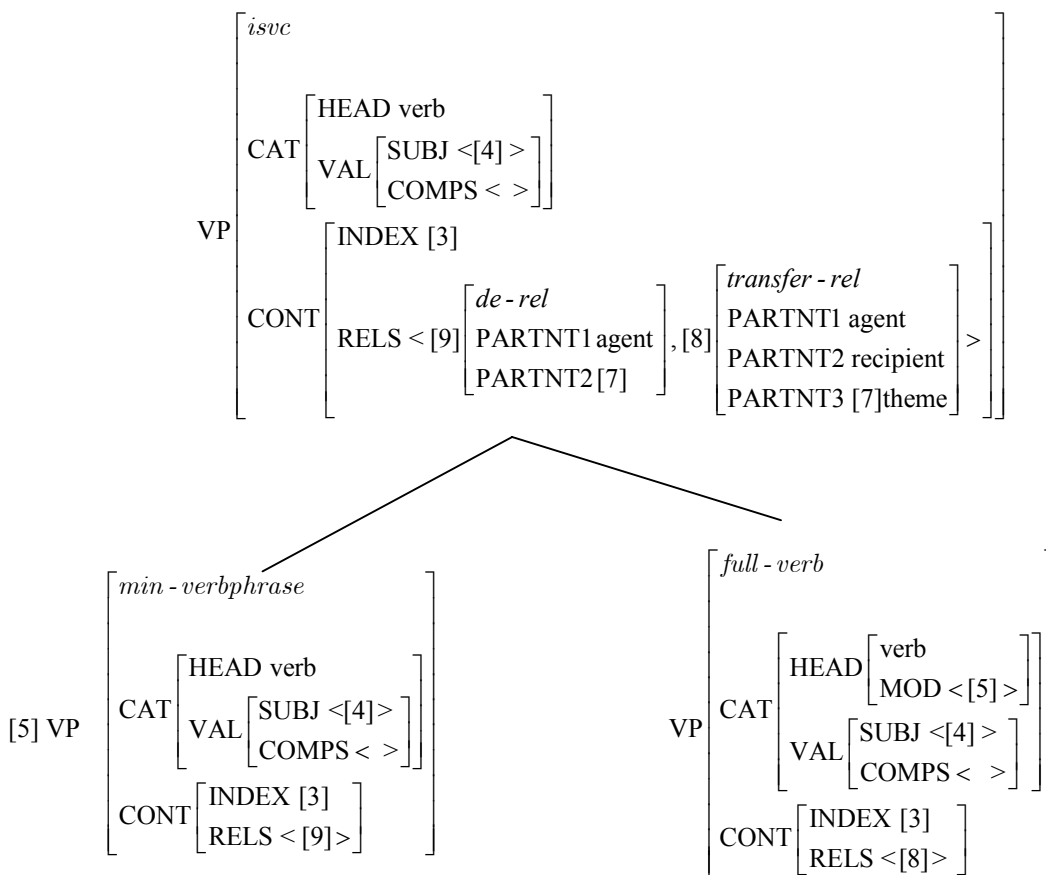 isvc
HEAD verb
CAT
SUBJ <[4] >
VAL
COMPS < >
VP
INDEX [3]
transfer - rel
de - rel
PARTNT1 agent
CONT
RELS < [9]
PARTNT1 agent
, [8]
PARTNT2 recipient
>
PARTNT2 [7]
PARTNT3 [7]theme
min - verbphrase
HEAD verb
CAT
SUBJ <[4]>
VAL
COMPS < >
[5] VP
INDEX [3]
CONT
RELS < [9]>
full - verb
verb
HEAD
MOD < [5] >
CAT
SUBJ <[4] >
VAL
COMPS < >
VP
INDEX [3]
CONT
RELS <[8]>